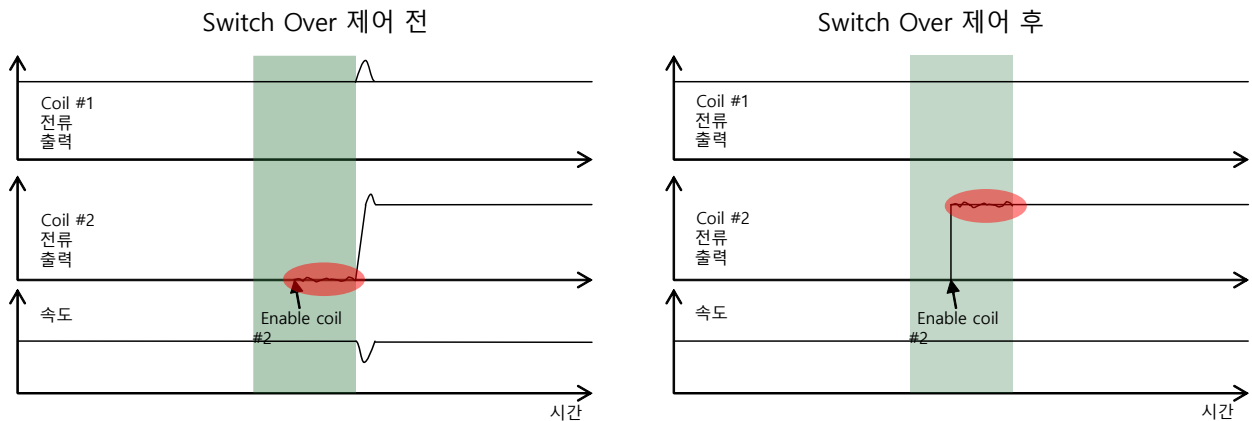 Switch Over 제어 전
Coil #1
전류
출력
Coil #2
전류
출력
속도
Enable coil
#2
시간
Switch Over 제어 후
Coil #1
전류
출력
Coil #2
전류
출력
속도
Enable coil
#2
시간